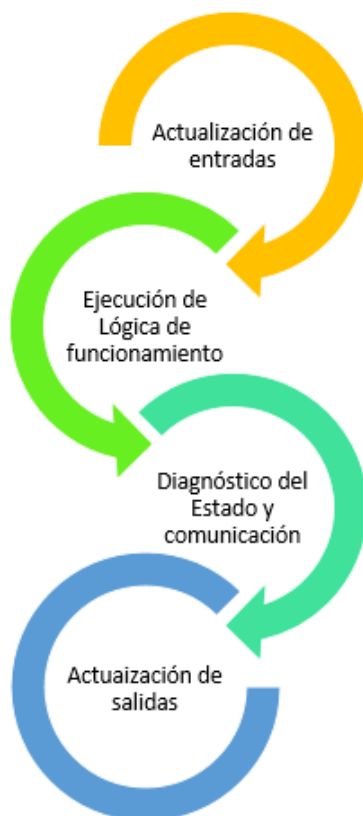 Actualización de
entradas
Ejecución de
Lógica de
funcionamiento
Diagnóstico del
Estado y
comunicación
Actuaización de
salidas